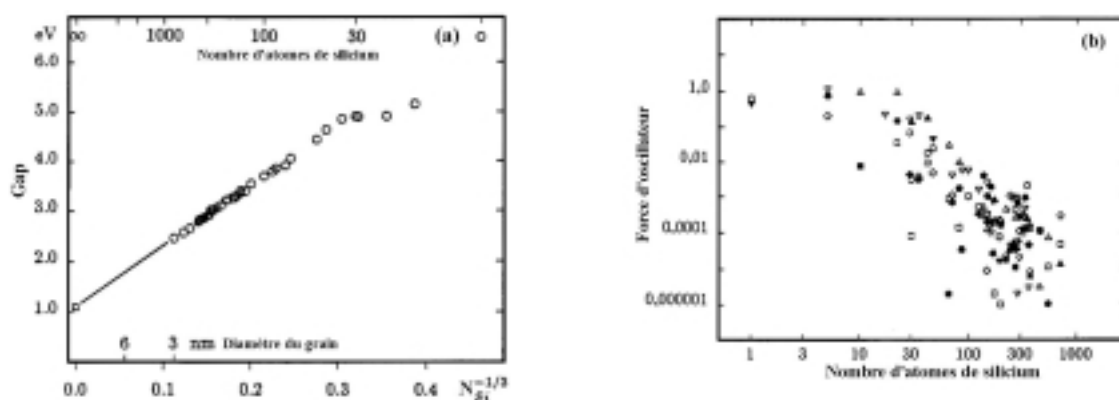 eV ∞ 1000 100 30 (a)
Nombre d'atomes de silicium
6.0
5.0
4.0
3.0
2.0
1.0
Gap
6 3 nm Diamètre du grain
0.0 0.1 0.2 0.3 0.4 N_Si^-1/3
(b)
1,0
0,01
0,0001
0,000001
Force d'oscillateur
1 3 10 30 100 300 1000
Nombre d'atomes de silicium